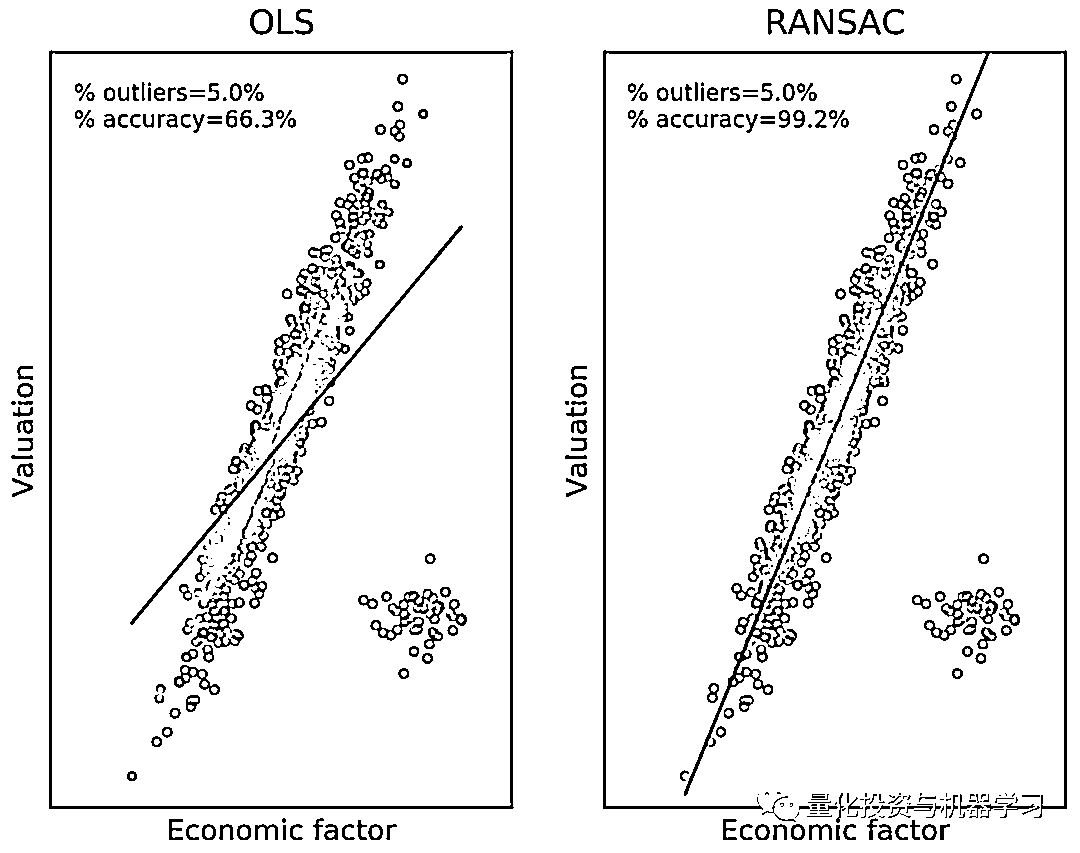 OLS
% outliers=5.0%
% accuracy=66.3%
Valuation
Economic factor
RANSAC
% outliers=5.0%
% accuracy=99.2%
Valuation
Economic factor
量化投资与机器学习